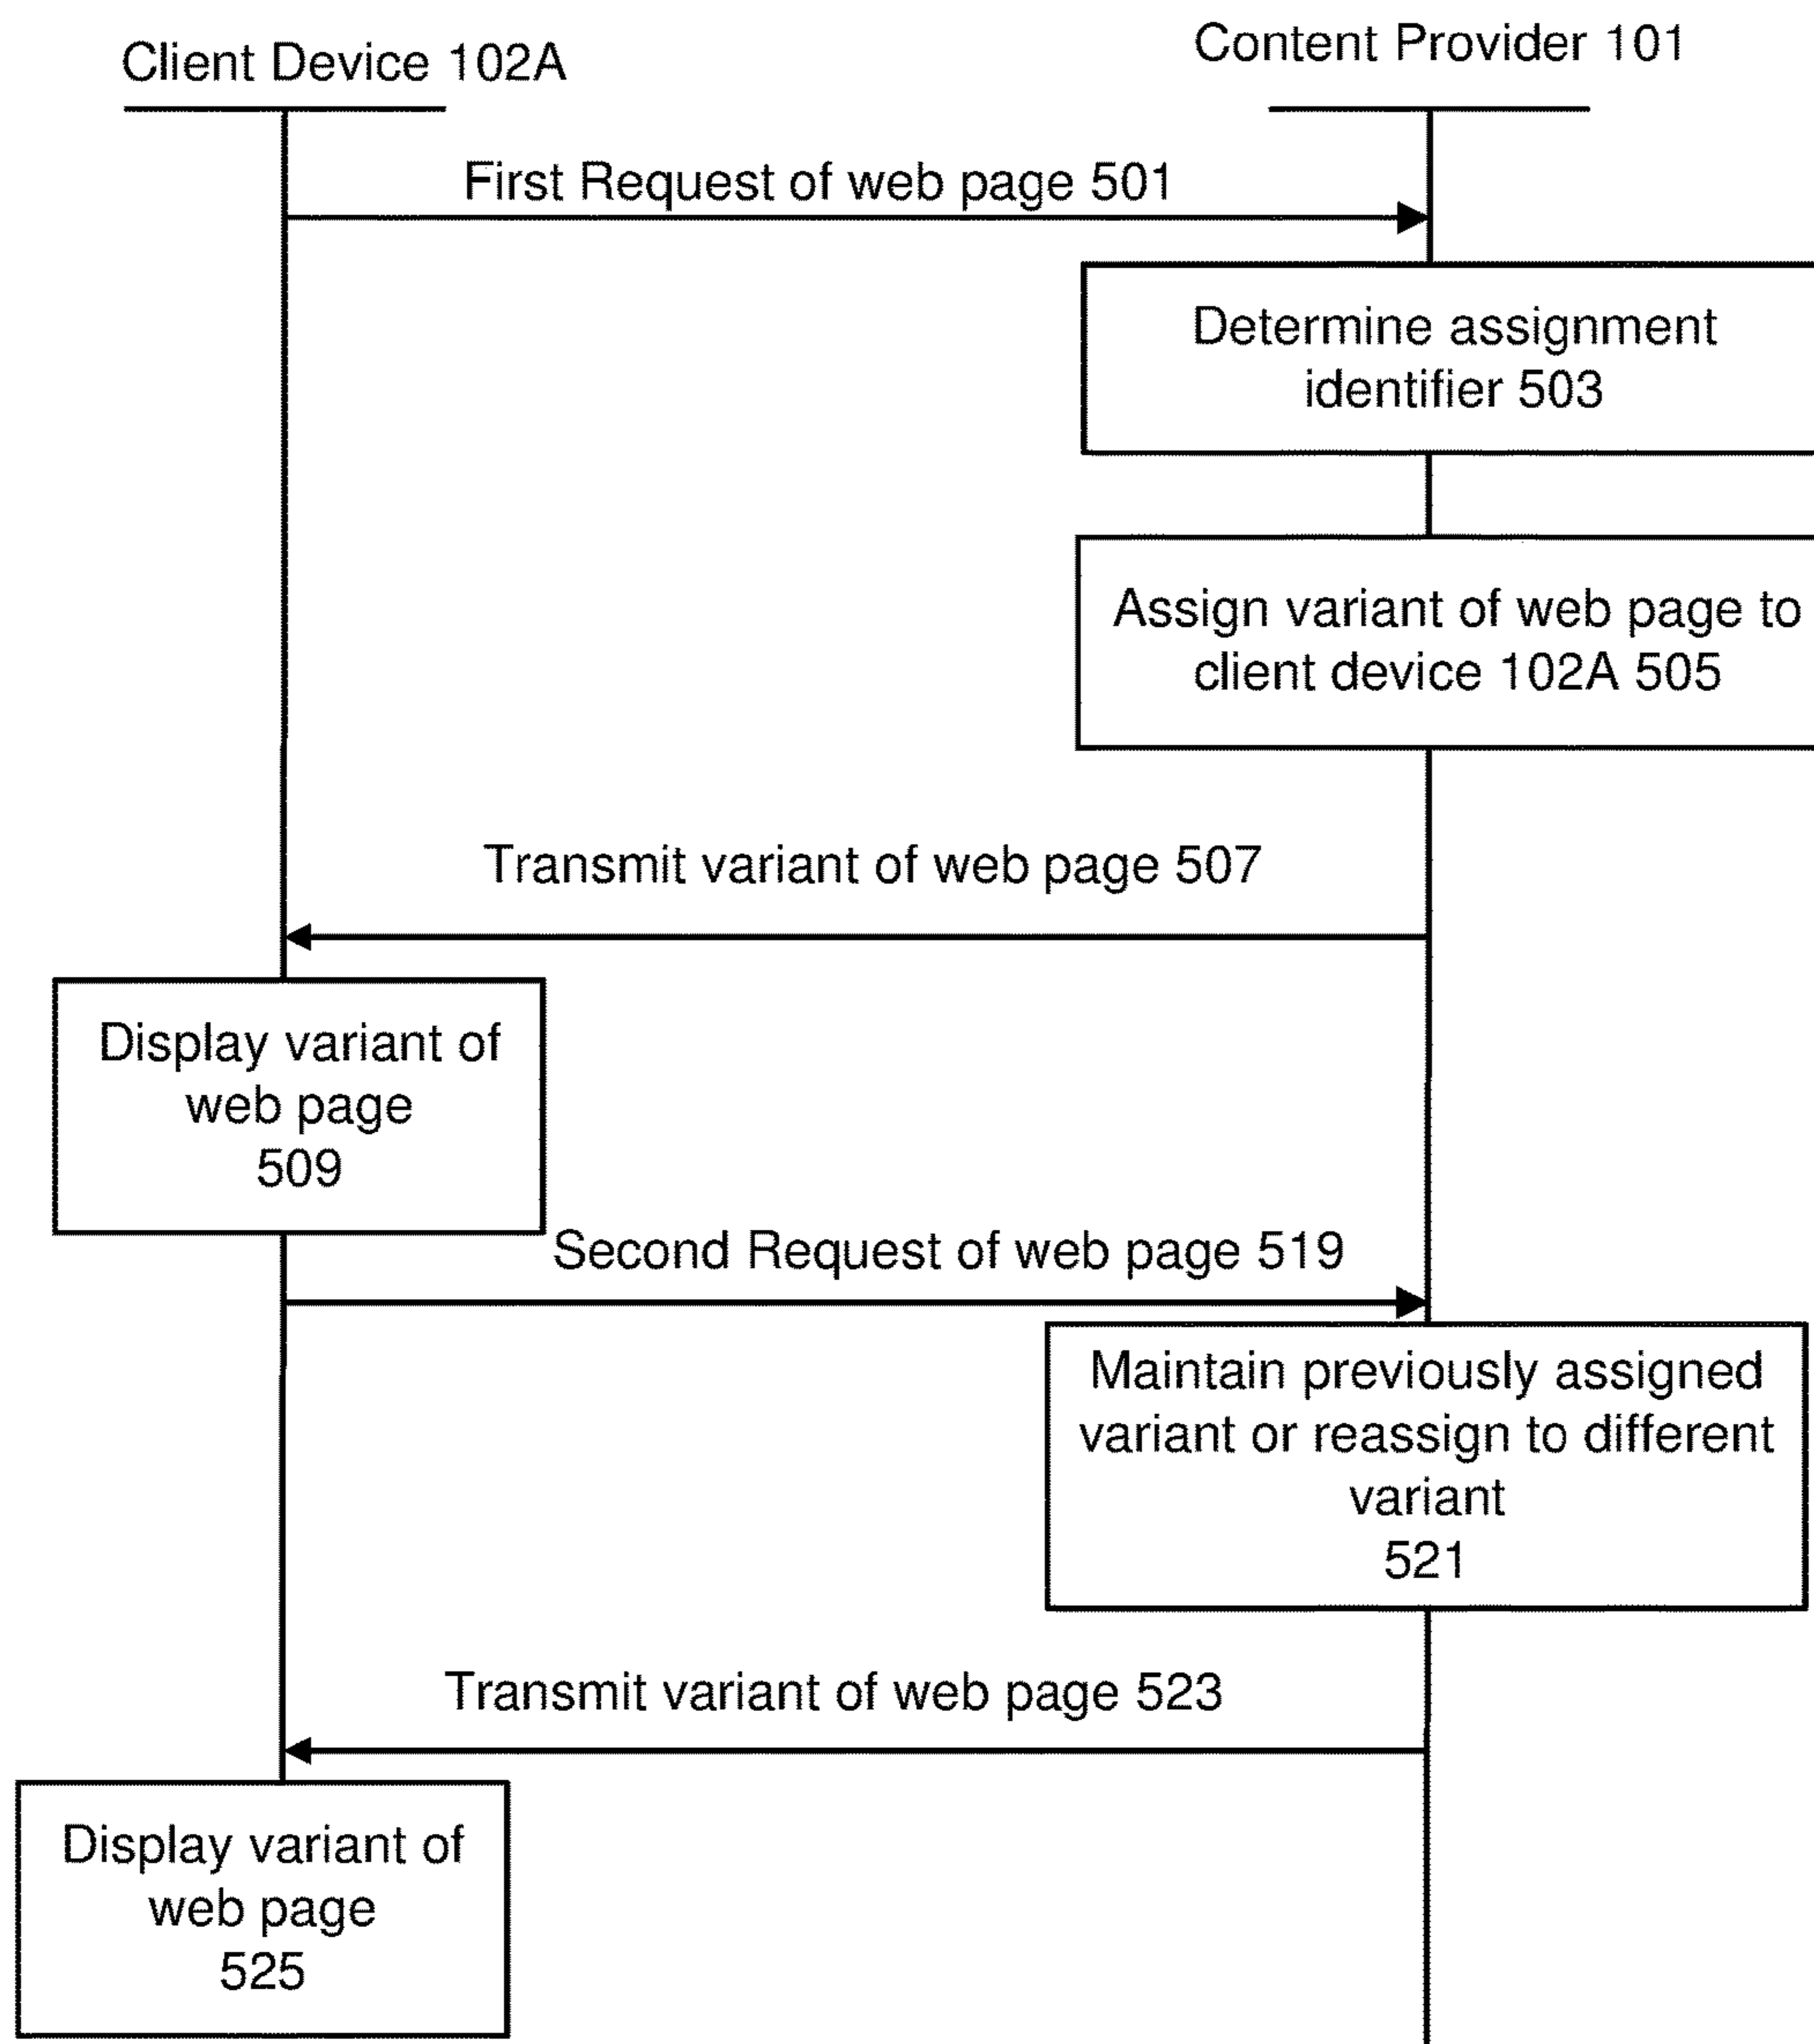 Client Device 102A
Content Provider 101
First Request of web page 501
Determine assignment
identifier 503
Assign variant of web page to
client device 102A 505
Transmit variant of web page 507
Display variant of
web page
509
Second Request of web page 519
Maintain previously assigned
variant or reassign to different
variant
521
Transmit variant of web page 523
Display variant of
web page
525